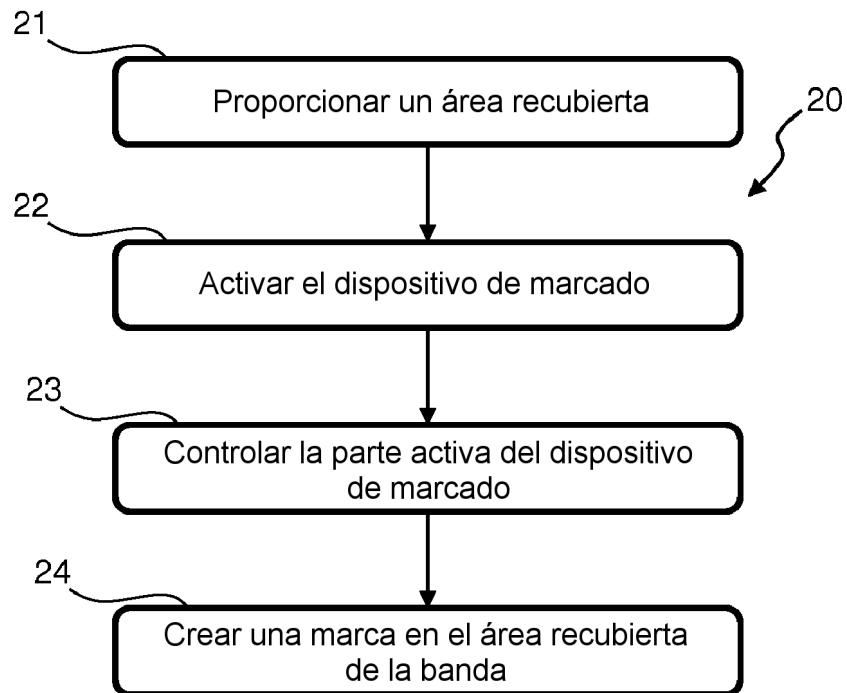 21
Proporcionar un área recubierta
20
22
Activar el dispositivo de marcado
23
Controlar la parte activa del dispositivo
de marcado
24
Crear una marca en el área recubierta
de la banda